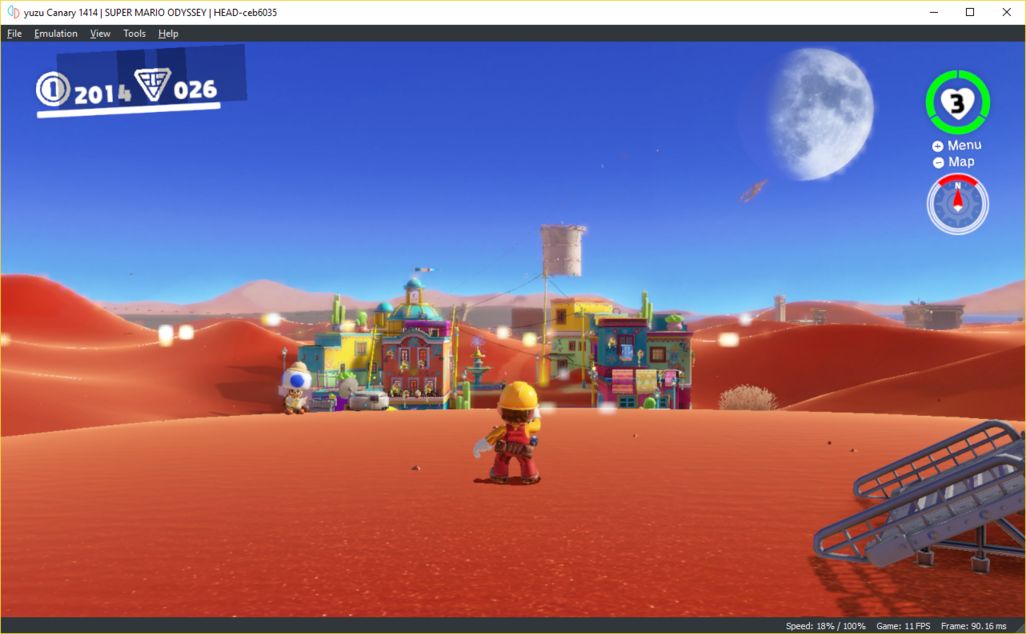 yuzu Canary 1414 | SUPER MARIO ODYSSEY | HEAD-ceb6035
File Emulation View Tools Help
2014 026
3
+ Menu
- Map
N
Speed: 18% / 100% Game: 11 FPS Frame: 90.16 ms